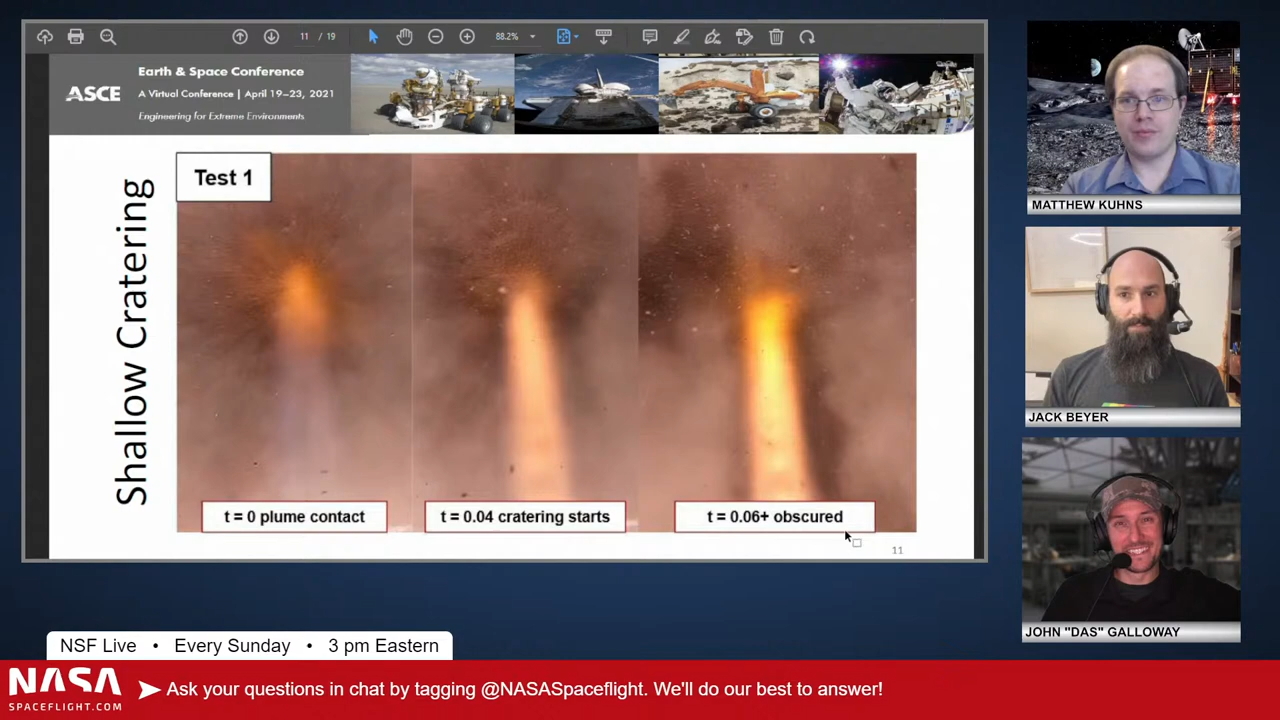 11 / 19
88.2%
ASCE
Earth & Space Conference
A Virtual Conference | April 19–23, 2021
Engineering for Extreme Environments
Shallow Cratering
Test 1
t = 0 plume contact
t = 0.04 cratering starts
t = 0.06+ obscured
11
MATTHEW KUHNS
JACK BEYER
JOHN "DAS" GALLOWAY
NSF Live • Every Sunday • 3 pm Eastern
NASA
SPACEFLIGHT.COM
Ask your questions in chat by tagging @NASASpaceflight. We'll do our best to answer!